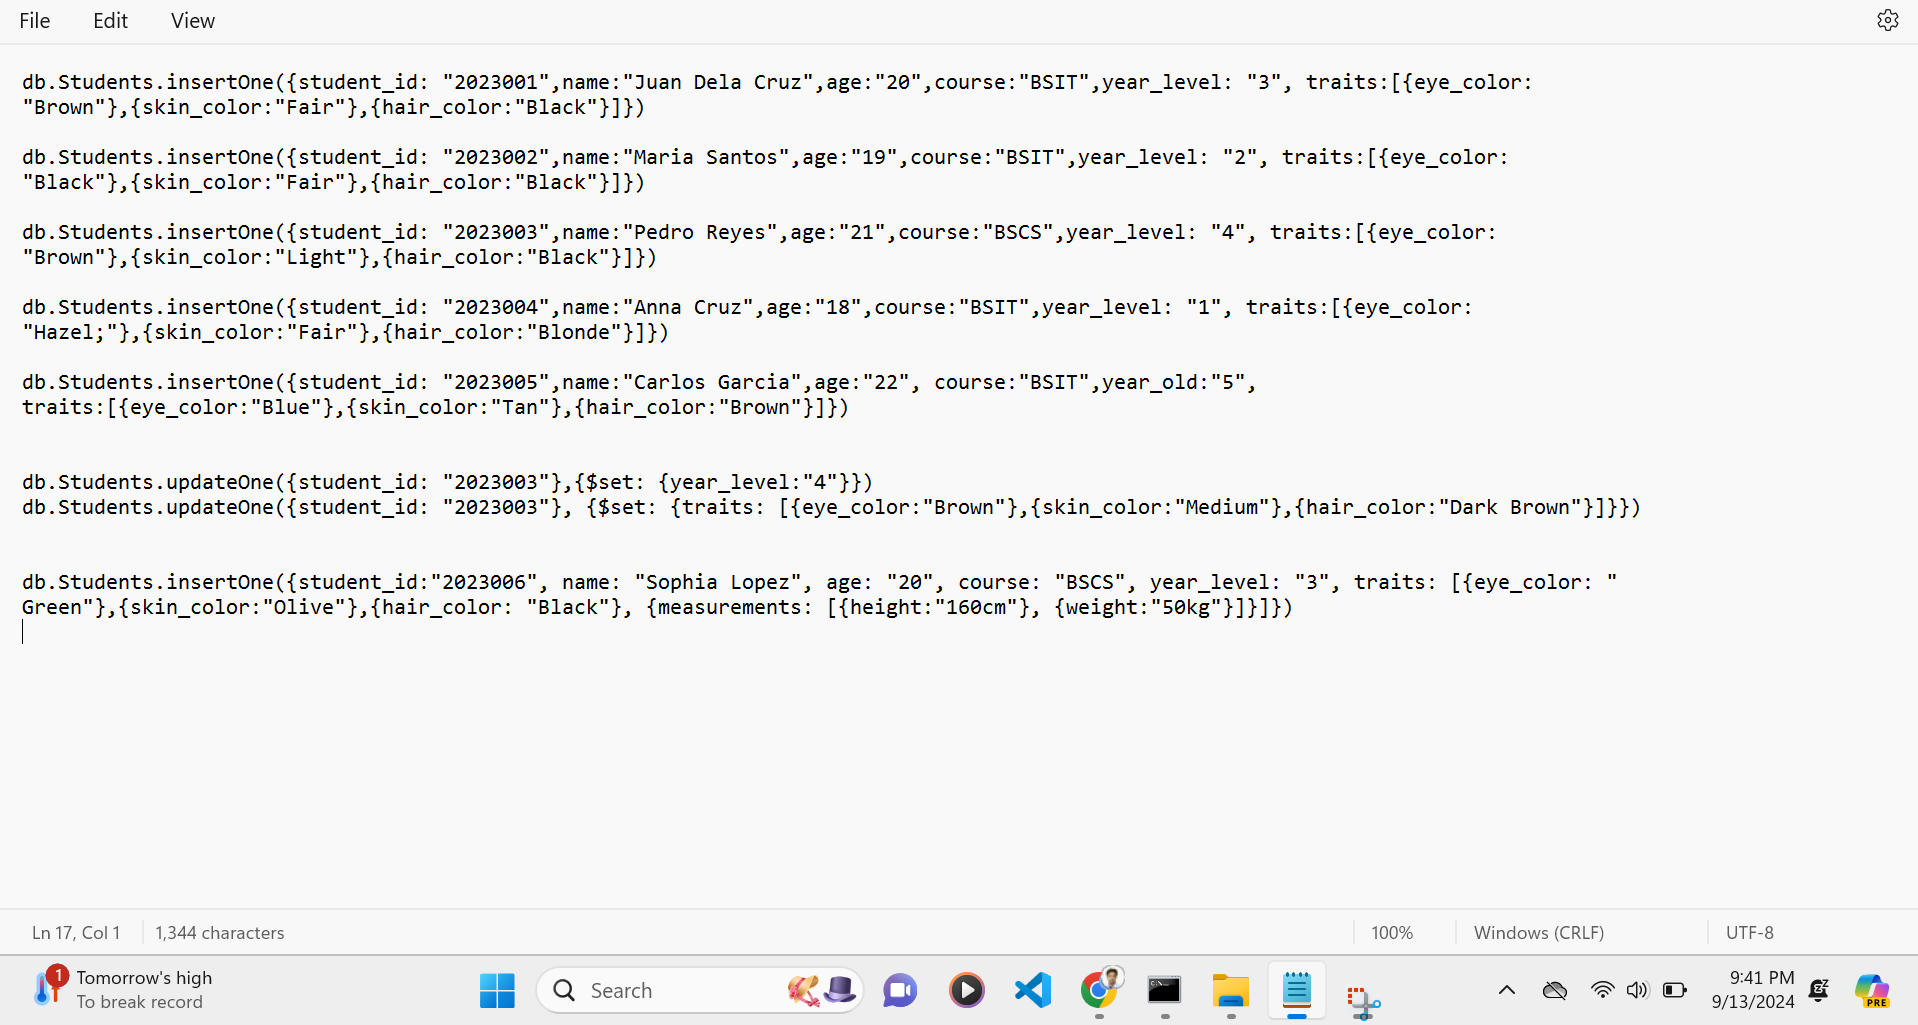 File Edit View
db.Students.insertOne({student_id: "2023001",name:"Juan Dela Cruz",age:"20",course:"BSIT",year_level: "3", traits:[{eye_color:
"Brown"},{skin_color:"Fair"},{hair_color:"Black"}]})
db.Students.insertOne({student_id: "2023002",name:"Maria Santos",age:"19",course:"BSIT",year_level: "2", traits:[{eye_color:
"Black"},{skin_color:"Fair"},{hair_color:"Black"}]})
db.Students.insertOne({student_id: "2023003",name:"Pedro Reyes",age:"21",course:"BSCS",year_level: "4", traits:[{eye_color:
"Brown"},{skin_color:"Light"},{hair_color:"Black"}]})
db.Students.insertOne({student_id: "2023004",name:"Anna Cruz",age:"18",course:"BSIT",year_level: "1", traits:[{eye_color:
"Hazel;"},{skin_color:"Fair"},{hair_color:"Blonde"}]})
db.Students.insertOne({student_id: "2023005",name:"Carlos Garcia",age:"22", course:"BSIT",year_old:"5",
traits:[{eye_color:"Blue"},{skin_color:"Tan"},{hair_color:"Brown"}]})
db.Students.updateOne({student_id: "2023003"},{$set: {year_level:"4"}})
db.Students.updateOne({student_id: "2023003"}, {$set: {traits: [{eye_color:"Brown"},{skin_color:"Medium"},{hair_color:"Dark Brown"}]}})
db.Students.insertOne({student_id:"2023006", name: "Sophia Lopez", age: "20", course: "BSCS", year_level: "3", traits: [{eye_color: "
Green"},{skin_color:"Olive"},{hair_color: "Black"}, {measurements: [{height:"160cm"}, {weight:"50kg"}]}]})
Ln 17, Col 1 1,344 characters 100% Windows (CRLF) UTF-8
1 Tomorrow's high
To break record
Search
9:41 PM
9/13/2024
PRE